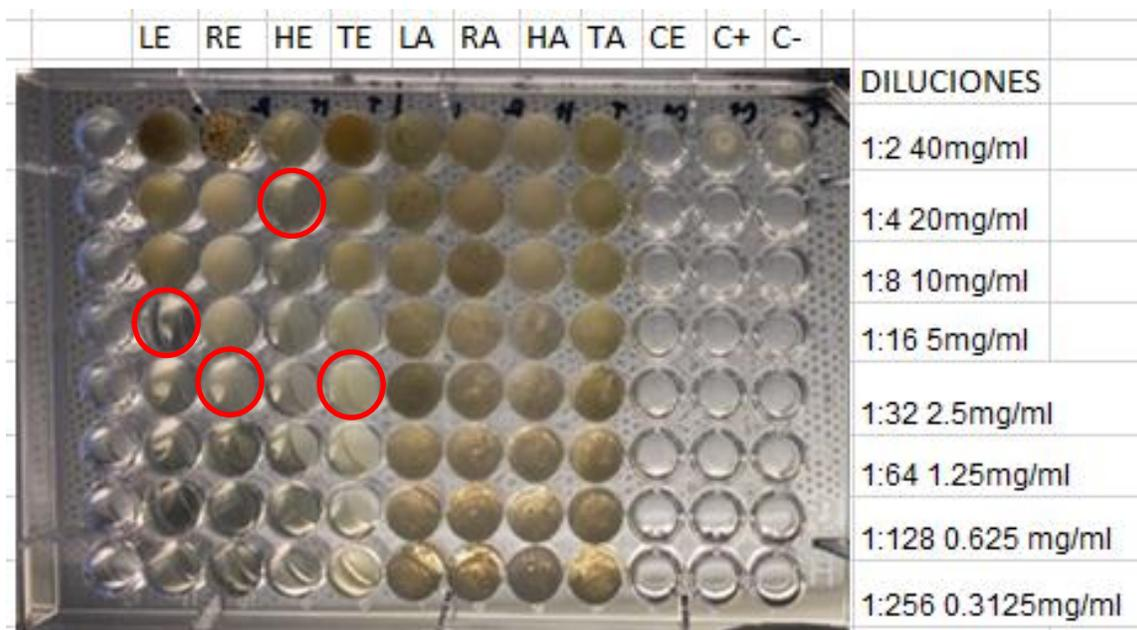 LE RE HE TE LA RA HA TA CE C+ C-
DILUCIONES
1:2 40mg/ml
1:4 20mg/ml
1:8 10mg/ml
1:16 5mg/ml
1:32 2.5mg/ml
1:64 1.25mg/ml
1:128 0.625 mg/ml
1:256 0.3125mg/ml